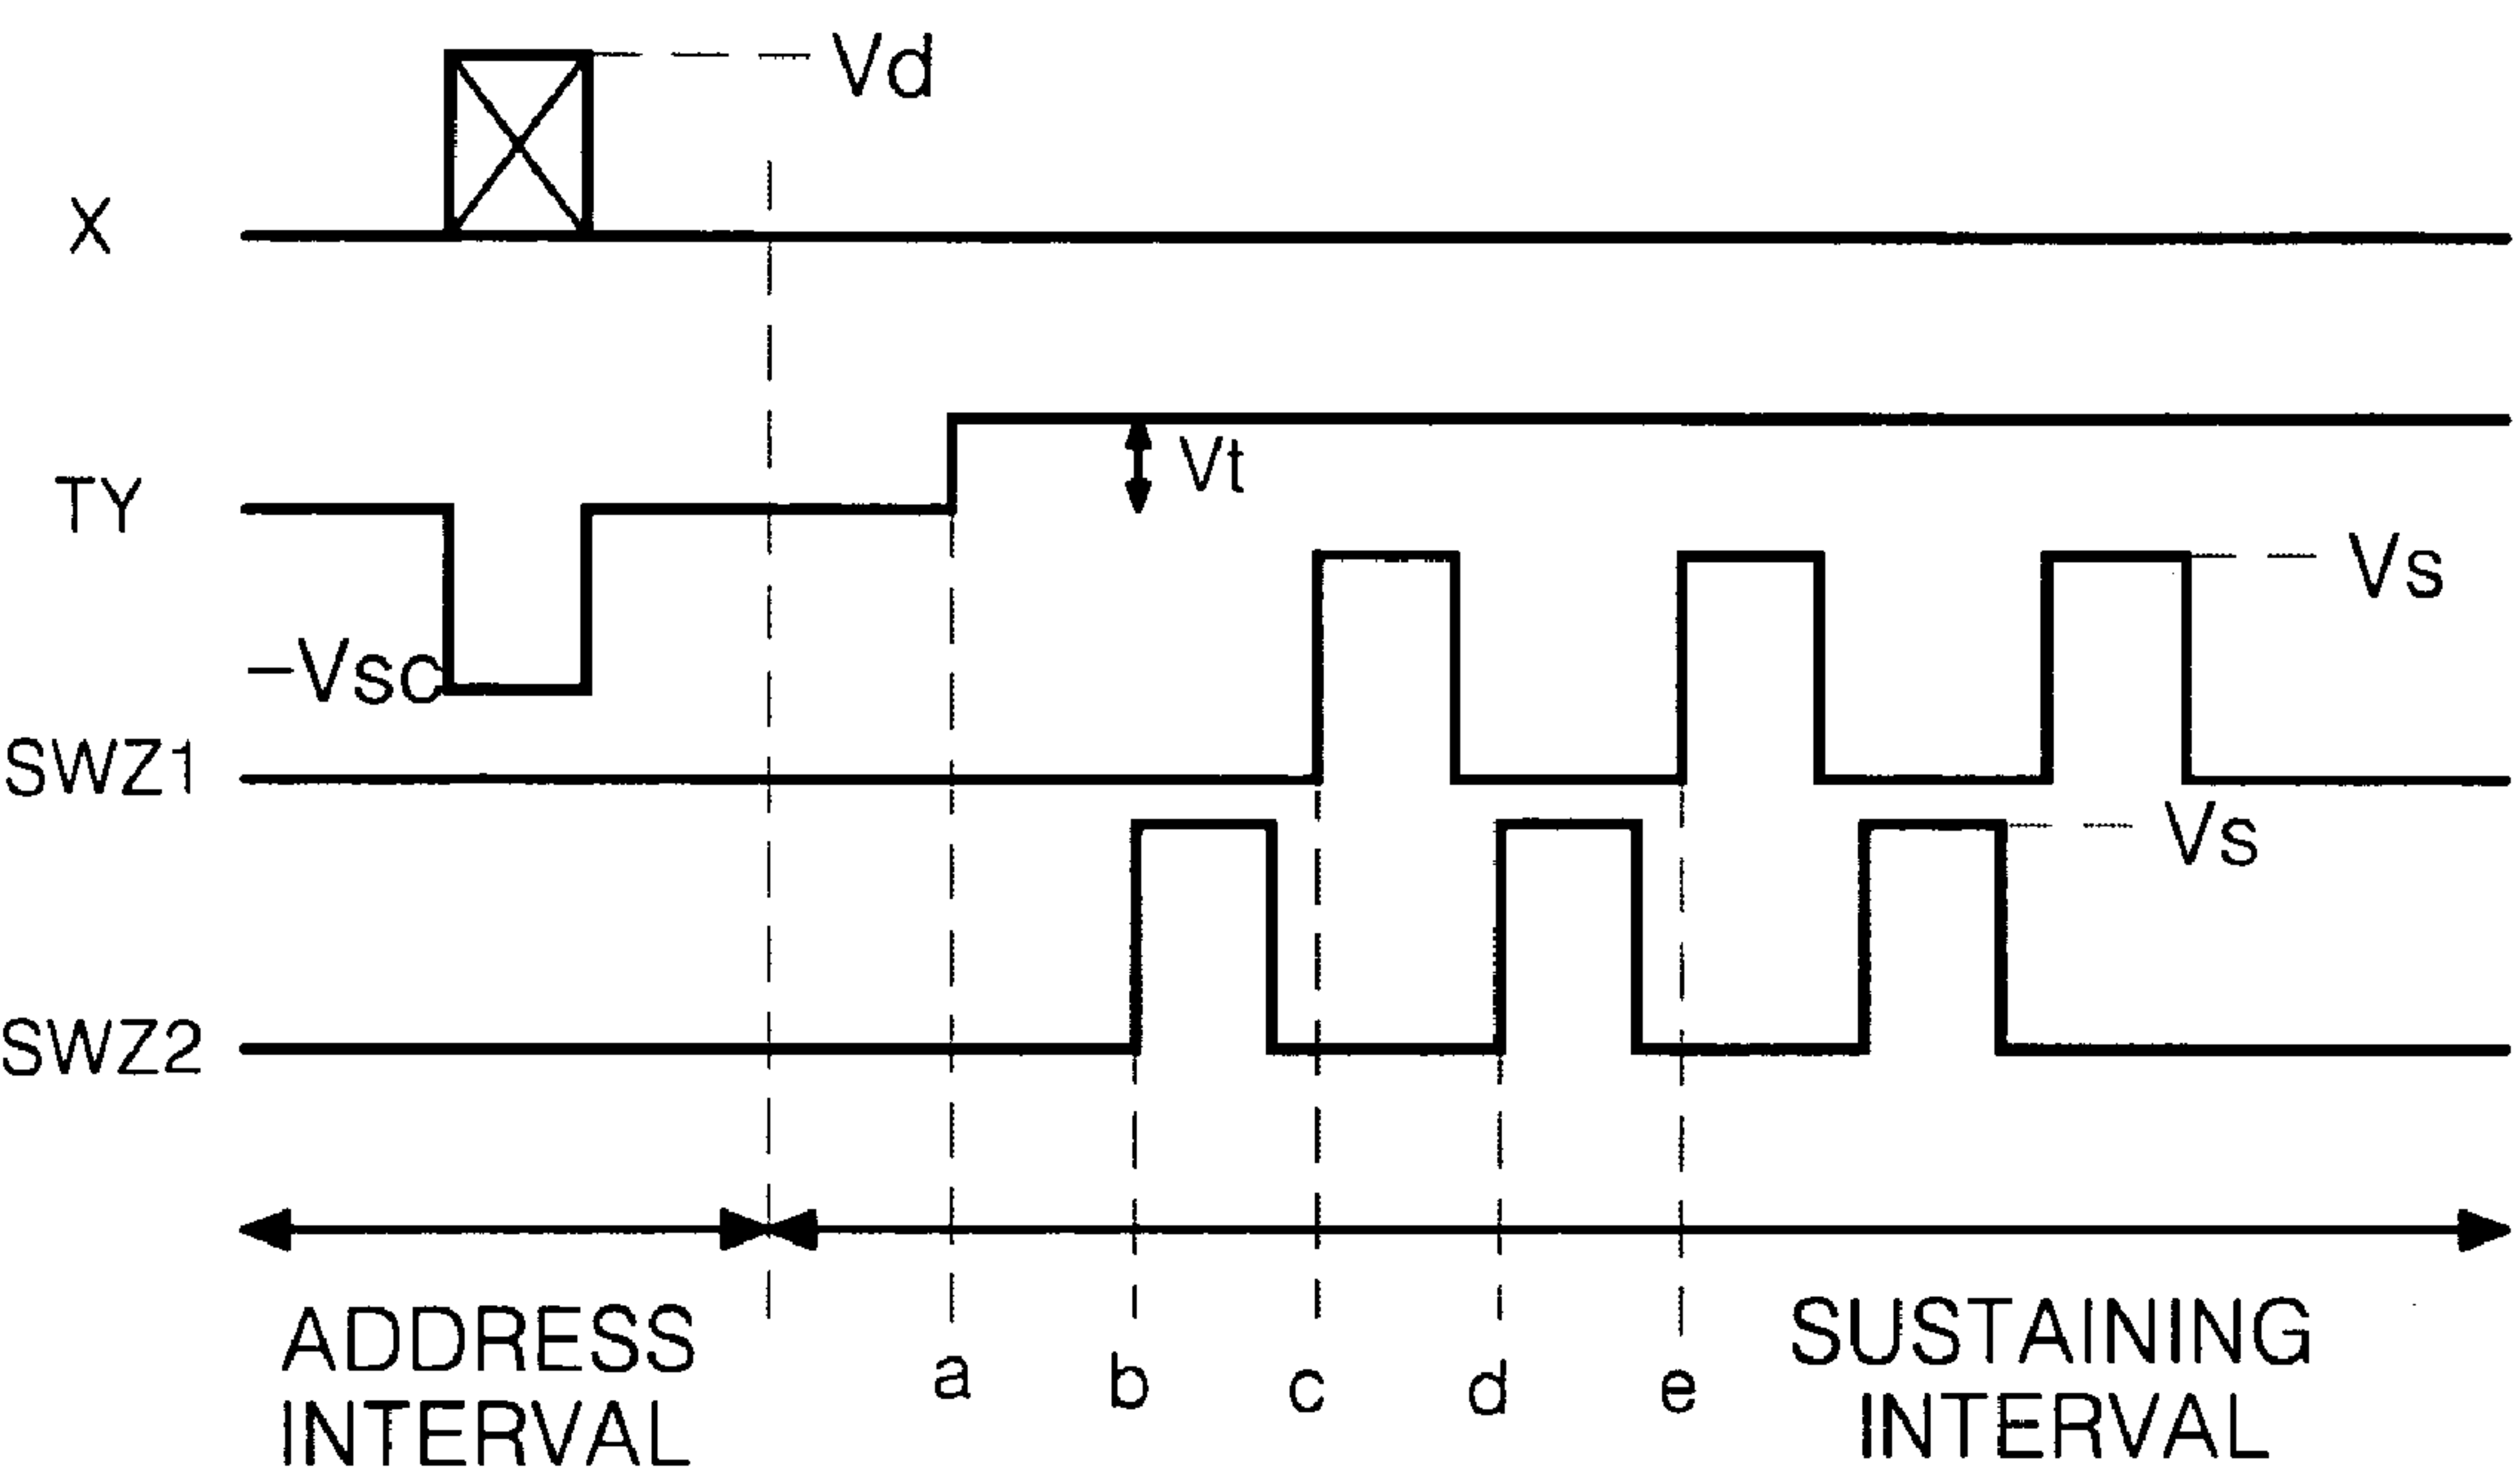 Vd
X
Vt
TY
Vs
-Vsc
SWZ1
Vs
SWZ2
ADDRESS
INTERVAL
a
b
c
d
e
SUSTAINING
INTERVAL